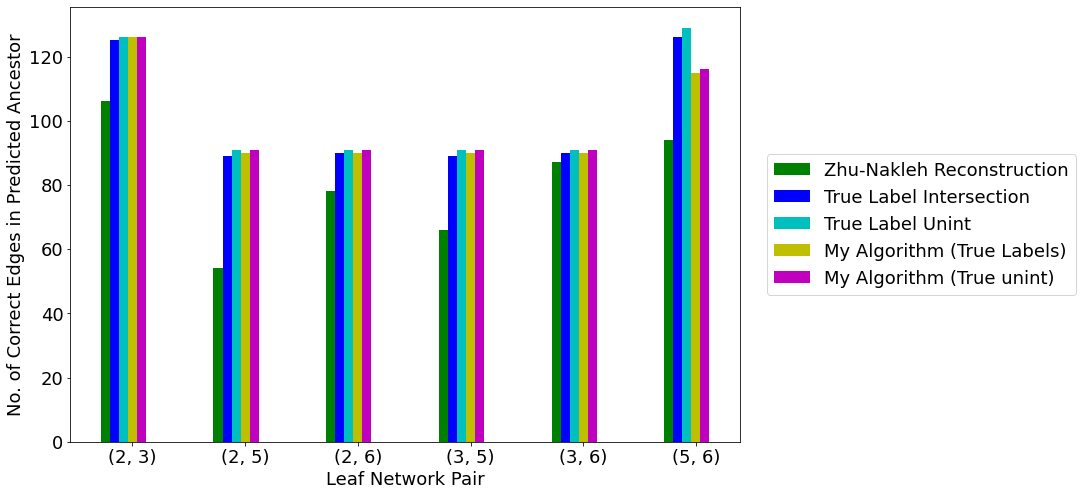 No. of Correct Edges in Predicted Ancestor
120
100
80
60
40
20
0
(2, 3) (2, 5) (2, 6) (3, 5) (3, 6) (5, 6)
Leaf Network Pair
Zhu-Nakleh Reconstruction
True Label Intersection
True Label Unint
My Algorithm (True Labels)
My Algorithm (True unint)